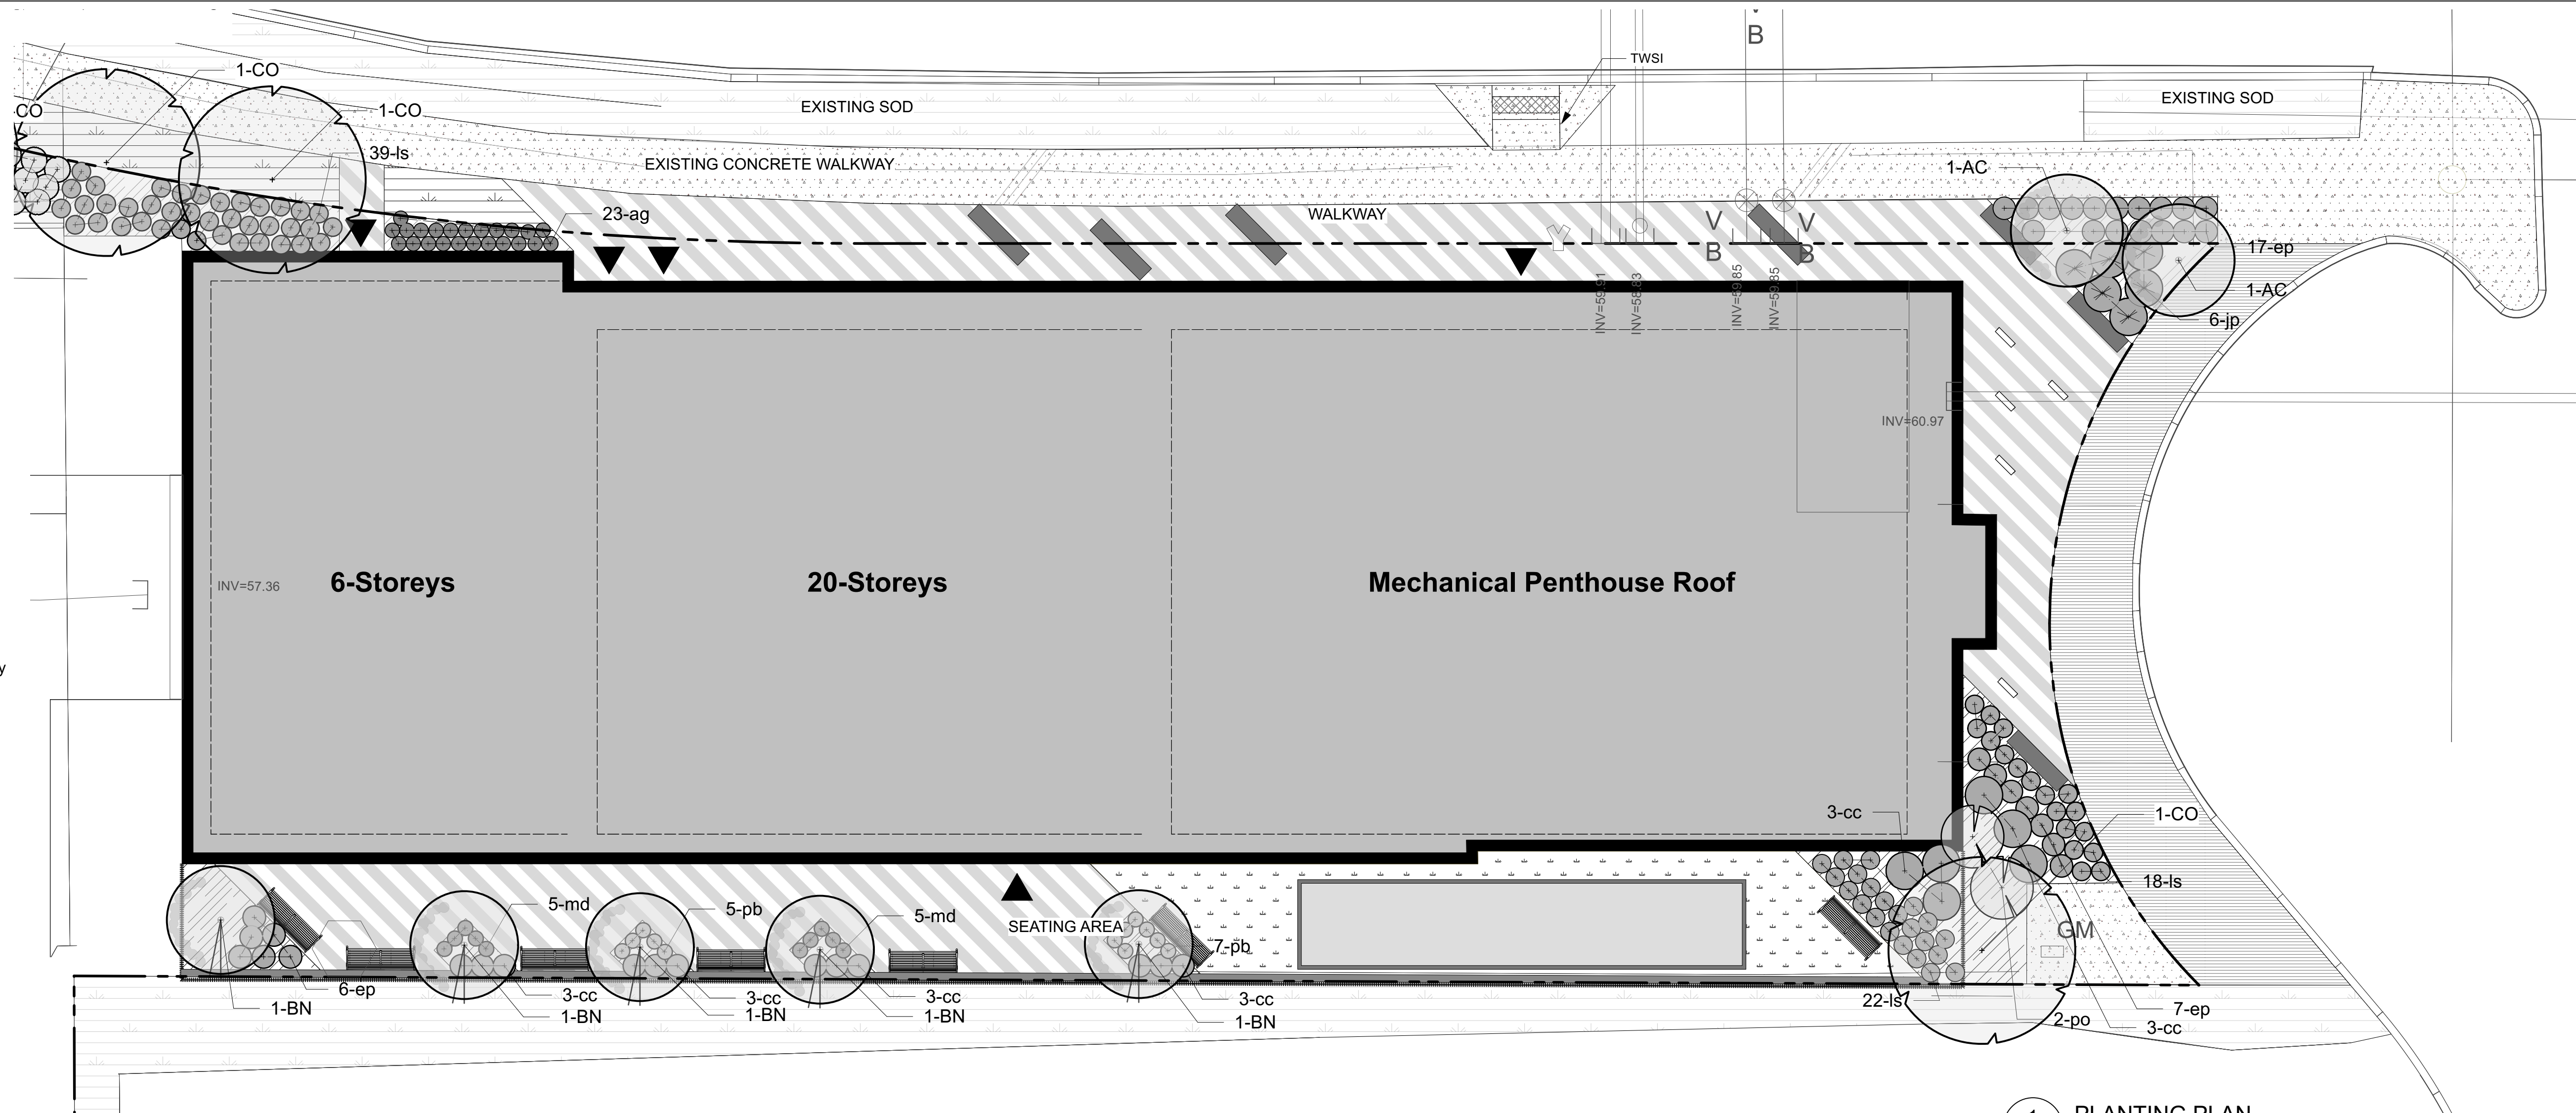 B
TWSI
1-CO
EXISTING SOD
EXISTING SOD
CO
1-CO
39-ls
EXISTING CONCRETE WALKWAY
1-AC
23-ag
WALKWAY
V
B
V
B
17-ep
1-AC
6-jp
INV=59.91
INV=58.83
INV=59.85
INV=59.85
INV=60.97
INV=57.36
6-Storeys
20-Storeys
Mechanical Penthouse Roof
y
3-cc
1-CO
18-ls
5-md
5-pb
5-md
SEATING AREA
7-pb
GM
6-ep
1-BN
3-cc
1-BN
3-cc
1-BN
3-cc
1-BN
3-cc
1-BN
22-ls
7-ep
2-po
3-cc
PLANTING PLAN